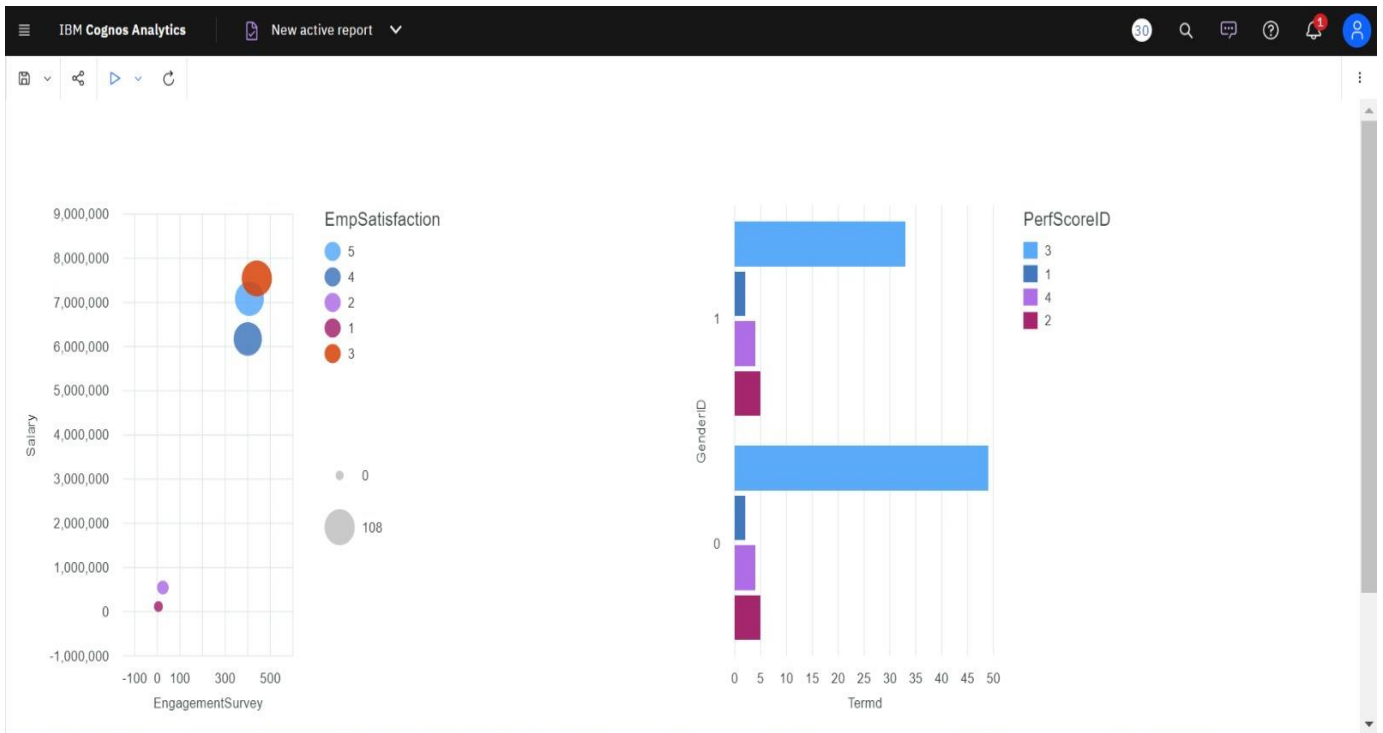 IBM Cognos Analytics
New active report
30
1
9,000,000
8,000,000
7,000,000
6,000,000
5,000,000
4,000,000
3,000,000
2,000,000
1,000,000
0
-1,000,000
Salary
-100 0 100 300 500
EngagementSurvey
EmpSatisfaction
5
4
2
1
3
0
108
GenderID
1
0
0 5 10 15 20 25 30 35 40 45 50
Termd
PerfScoreID
3
1
4
2